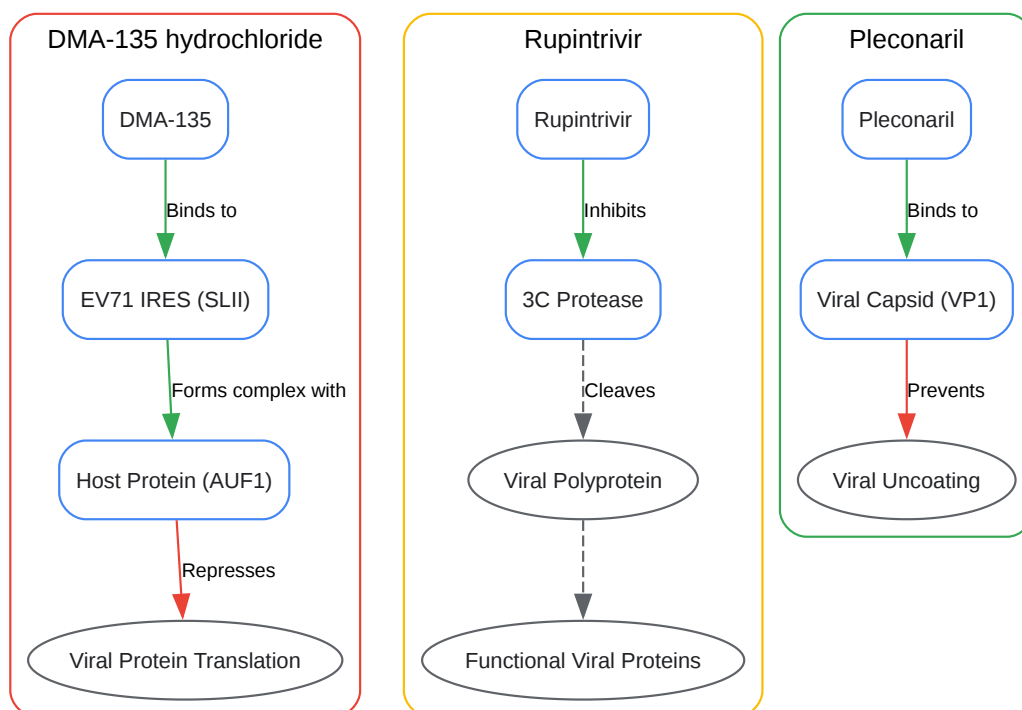 DMA-135 hydrochloride
DMA-135
Binds to
EV71 IRES (SLII)
Forms complex with
Host Protein (AUF1)
Represses
Viral Protein Translation
Rupintrivir
Rupintrivir
Inhibits
3C Protease
Cleaves
Viral Polyprotein
Functional Viral Proteins
Pleconaril
Pleconaril
Binds to
Viral Capsid (VP1)
Prevents
Viral Uncoating